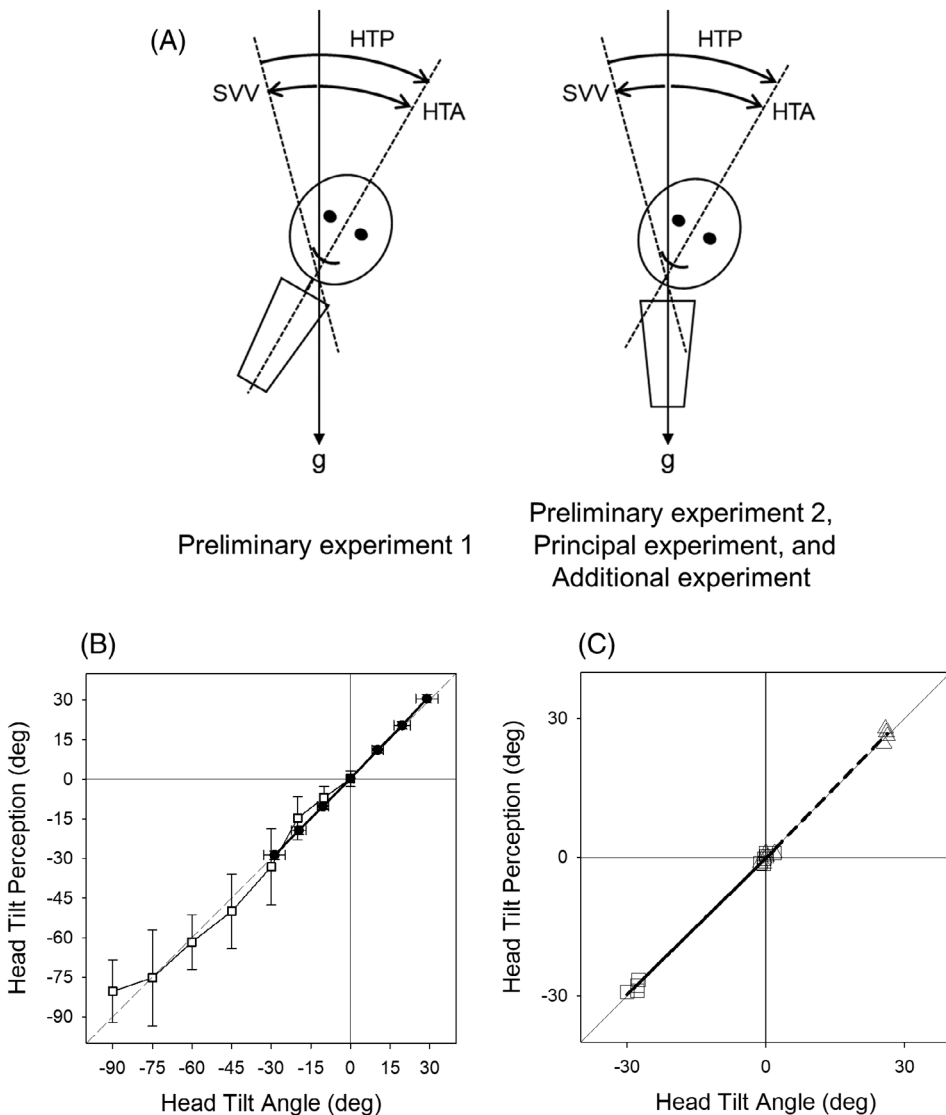 (A)
HTP
SVV
HTA
g
HTP
SVV
HTA
g
Preliminary experiment 1
Preliminary experiment 2,
Principal experiment, and
Additional experiment
(B)
Head Tilt Perception (deg)
30
15
0
-15
-30
-45
-60
-75
-90
-90 -75 -60 -45 -30 -15 0 15 30
Head Tilt Angle (deg)
(C)
Head Tilt Perception (deg)
30
0
-30
-30 0 30
Head Tilt Angle (deg)